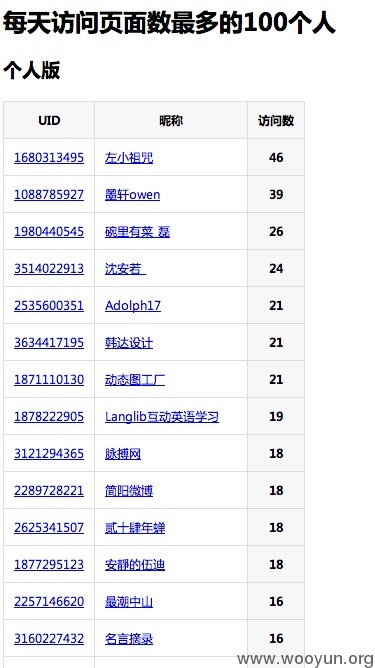 每天访问页面数最多的100个人
个人版
UID 昵称 访问数
1680313495 左小祖咒 46
1088785927 墨轩owen 39
1980440545 碗里有菜_磊 26
3514022913 沈安若_ 24
2535600351 Adolph17 21
3634417195 韩达设计 21
1871110130 动态图工厂 21
1878222905 Langlib互动英语学习 19
3121294365 脉搏网 18
2289728221 简阳微博 18
2625341507 贰十肆年蝉 18
1877295123 安靜的伍迪 18
2257146620 最潮中山 16
3160227432 名言摘录 16
www.wooyun.org